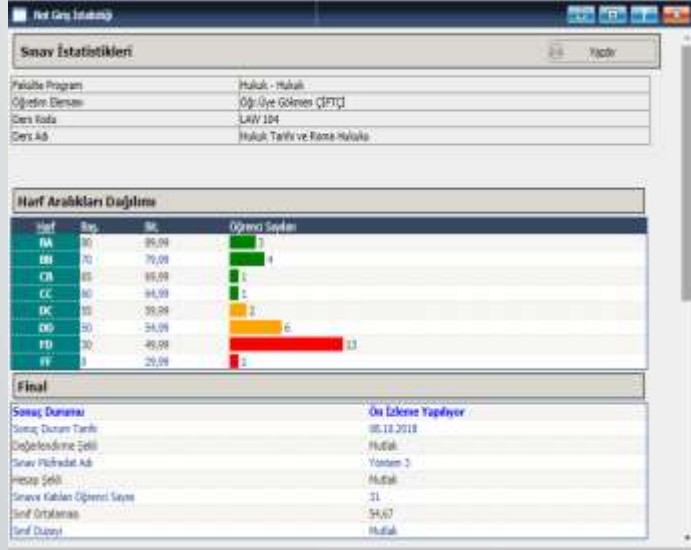 Not Giriş İstatistiği
Sınav İstatistikleri
Yazdır
Fakülte Program Hukuk - Hukuk
Öğretim Elemanı Öğr.Üye Gökmen ÇİFTÇİ
Ders Kodu LAW 104
Ders Adı Hukuk Tarihi ve Roma Hukuku
Harf Aralıkları Dağılımı
Harf Baş. Bit. Öğrenci Sayıları
BA 80 89,99 3
BB 70 79,99 4
CB 65 69,99 1
CC 60 64,99 1
DC 55 59,99 2
DD 50 54,99 6
FD 30 49,99 13
FF 0 29,99 1
Final
Sonuç Durumu Ön İzleme Yapılıyor
Sonuç Durum Tarihi 08.10.2018
Değerlendirme Şekli Mutlak
Sınav Müfredat Adı Yöntem 3
Hesap Şekli Mutlak
Sınava Katılan Öğrenci Sayısı 31
Sınıf Ortalaması 54,67
Sınıf Düzeyi Mutlak